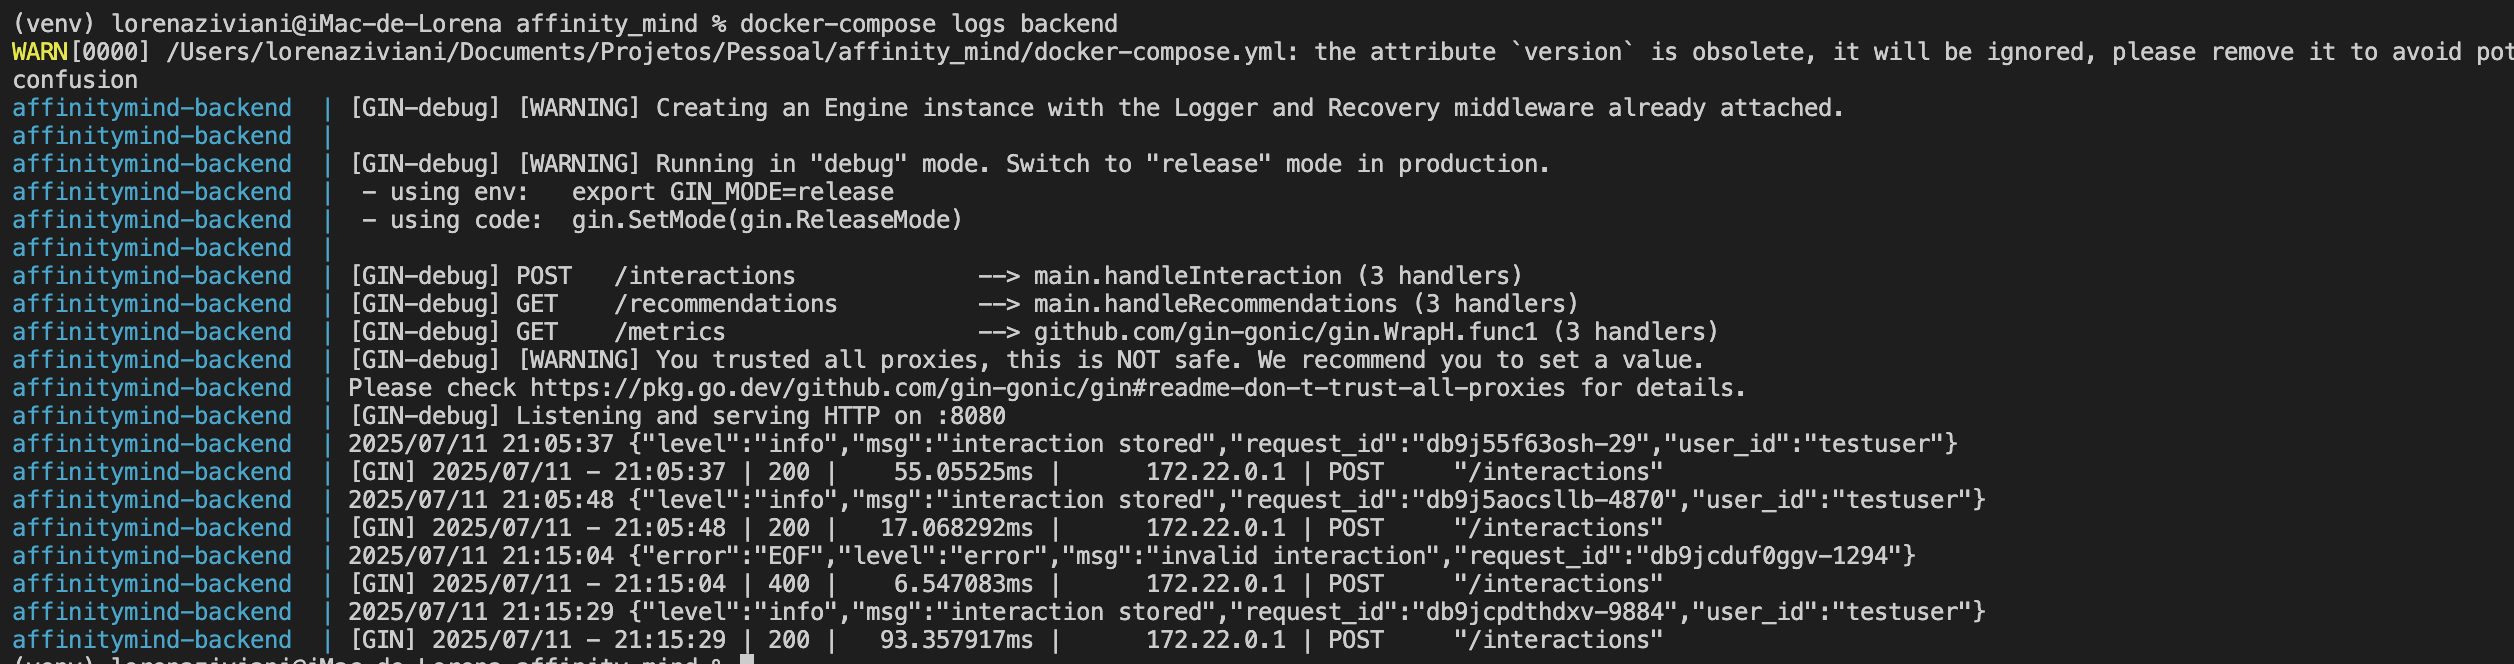 (venv) lorenaziviani@iMac-de-Lorena affinity_mind % docker-compose logs backend
WARN[0000] /Users/lorenaziviani/Documents/Projetos/Pessoal/affinity_mind/docker-compose.yml: the attribute `version` is obsolete, it will be ignored, please remove it to avoid pot
confusion
affinitymind-backend  | [GIN-debug] [WARNING] Creating an Engine instance with the Logger and Recovery middleware already attached.
affinitymind-backend  |
affinitymind-backend  | [GIN-debug] [WARNING] Running in "debug" mode. Switch to "release" mode in production.
affinitymind-backend  |  - using env:   export GIN_MODE=release
affinitymind-backend  |  - using code:  gin.SetMode(gin.ReleaseMode)
affinitymind-backend  |
affinitymind-backend  | [GIN-debug] POST   /interactions             --> main.handleInteraction (3 handlers)
affinitymind-backend  | [GIN-debug] GET    /recommendations          --> main.handleRecommendations (3 handlers)
affinitymind-backend  | [GIN-debug] GET    /metrics                  --> github.com/gin-gonic/gin.WrapH.func1 (3 handlers)
affinitymind-backend  | [GIN-debug] [WARNING] You trusted all proxies, this is NOT safe. We recommend you to set a value.
affinitymind-backend  | Please check https://pkg.go.dev/github.com/gin-gonic/gin#readme-don-t-trust-all-proxies for details.
affinitymind-backend  | [GIN-debug] Listening and serving HTTP on :8080
affinitymind-backend  | 2025/07/11 21:05:37 {"level":"info","msg":"interaction stored","request_id":"db9j55f63osh-29","user_id":"testuser"}
affinitymind-backend  | [GIN] 2025/07/11 - 21:05:37 | 200 |    55.05525ms |      172.22.0.1 | POST     "/interactions"
affinitymind-backend  | 2025/07/11 21:05:48 {"level":"info","msg":"interaction stored","request_id":"db9j5aocsllb-4870","user_id":"testuser"}
affinitymind-backend  | [GIN] 2025/07/11 - 21:05:48 | 200 |   17.068292ms |      172.22.0.1 | POST     "/interactions"
affinitymind-backend  | 2025/07/11 21:15:04 {"error":"EOF","level":"error","msg":"invalid interaction","request_id":"db9jcduf0ggv-1294"}
affinitymind-backend  | [GIN] 2025/07/11 - 21:15:04 | 400 |    6.547083ms |      172.22.0.1 | POST     "/interactions"
affinitymind-backend  | 2025/07/11 21:15:29 {"level":"info","msg":"interaction stored","request_id":"db9jcpdthdxv-9884","user_id":"testuser"}
affinitymind-backend  | [GIN] 2025/07/11 - 21:15:29 | 200 |   93.357917ms |      172.22.0.1 | POST     "/interactions"
(venv) lorenaziviani@iMac-de-Lorena affinity_mind %